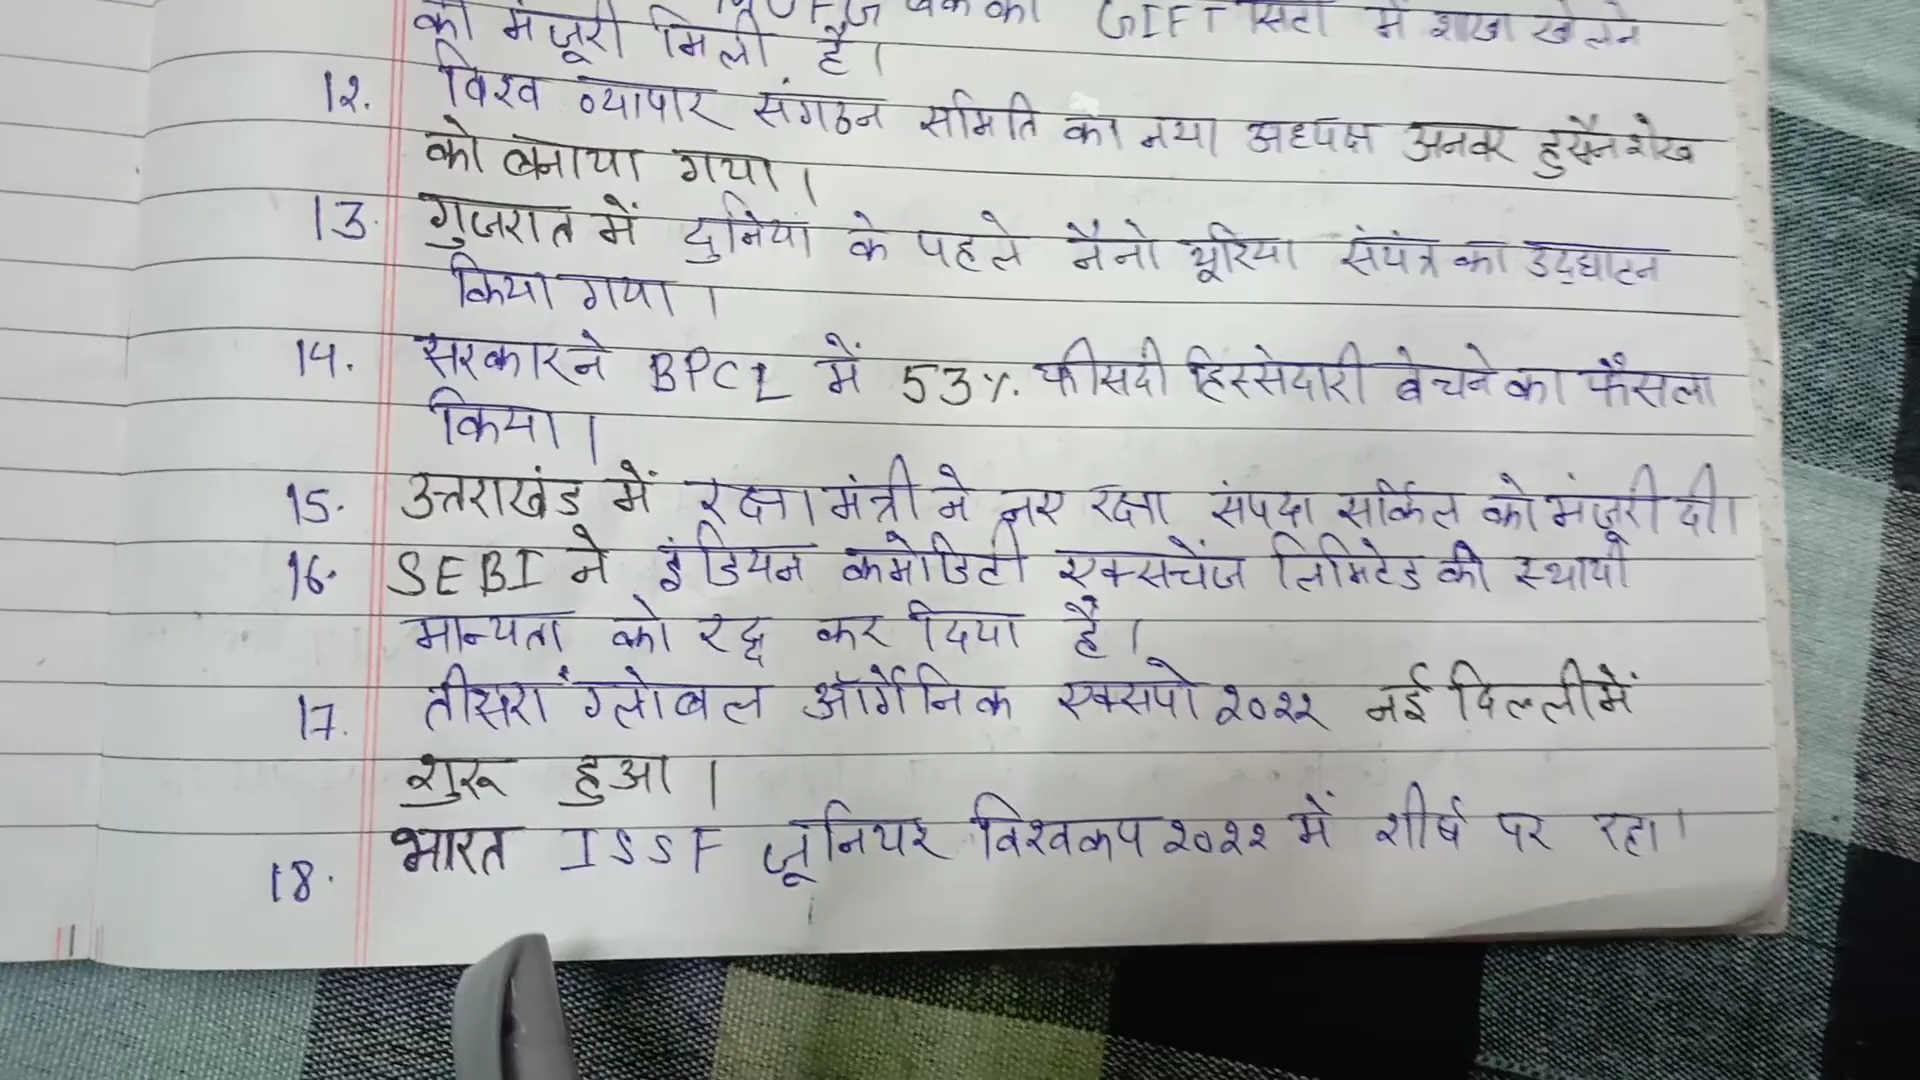 को GIFT सिटी में शाखा खोलने
की मंजूरी मिली है।
12. विश्व व्यापार संगठन समिति का नया अध्यक्ष अनवर हुसैन शेख
को बनाया गया।
13. गुजरात में दुनिया के पहले नैनो यूरिया संयंत्र का उद्घाटन
किया गया।
14. सरकार ने BPCL में 53% फीसदी हिस्सेदारी बेचने का फैसला
किया।
15. उत्तराखंड में रक्षा मंत्री ने नए रक्षा संपदा सर्किल को मंजूरी दी।
16. SEBI ने इंडियन कमोडिटी एक्सचेंज लिमिटेड की स्थायी
मान्यता को रद्द कर दिया है।
17. तीसरा ग्लोबल ऑर्गेनिक एक्सपो २०२२ नई दिल्ली में
शुरू हुआ।
18. भारत ISSF जूनियर विश्वकप २०२२ में शीर्ष पर रहा।